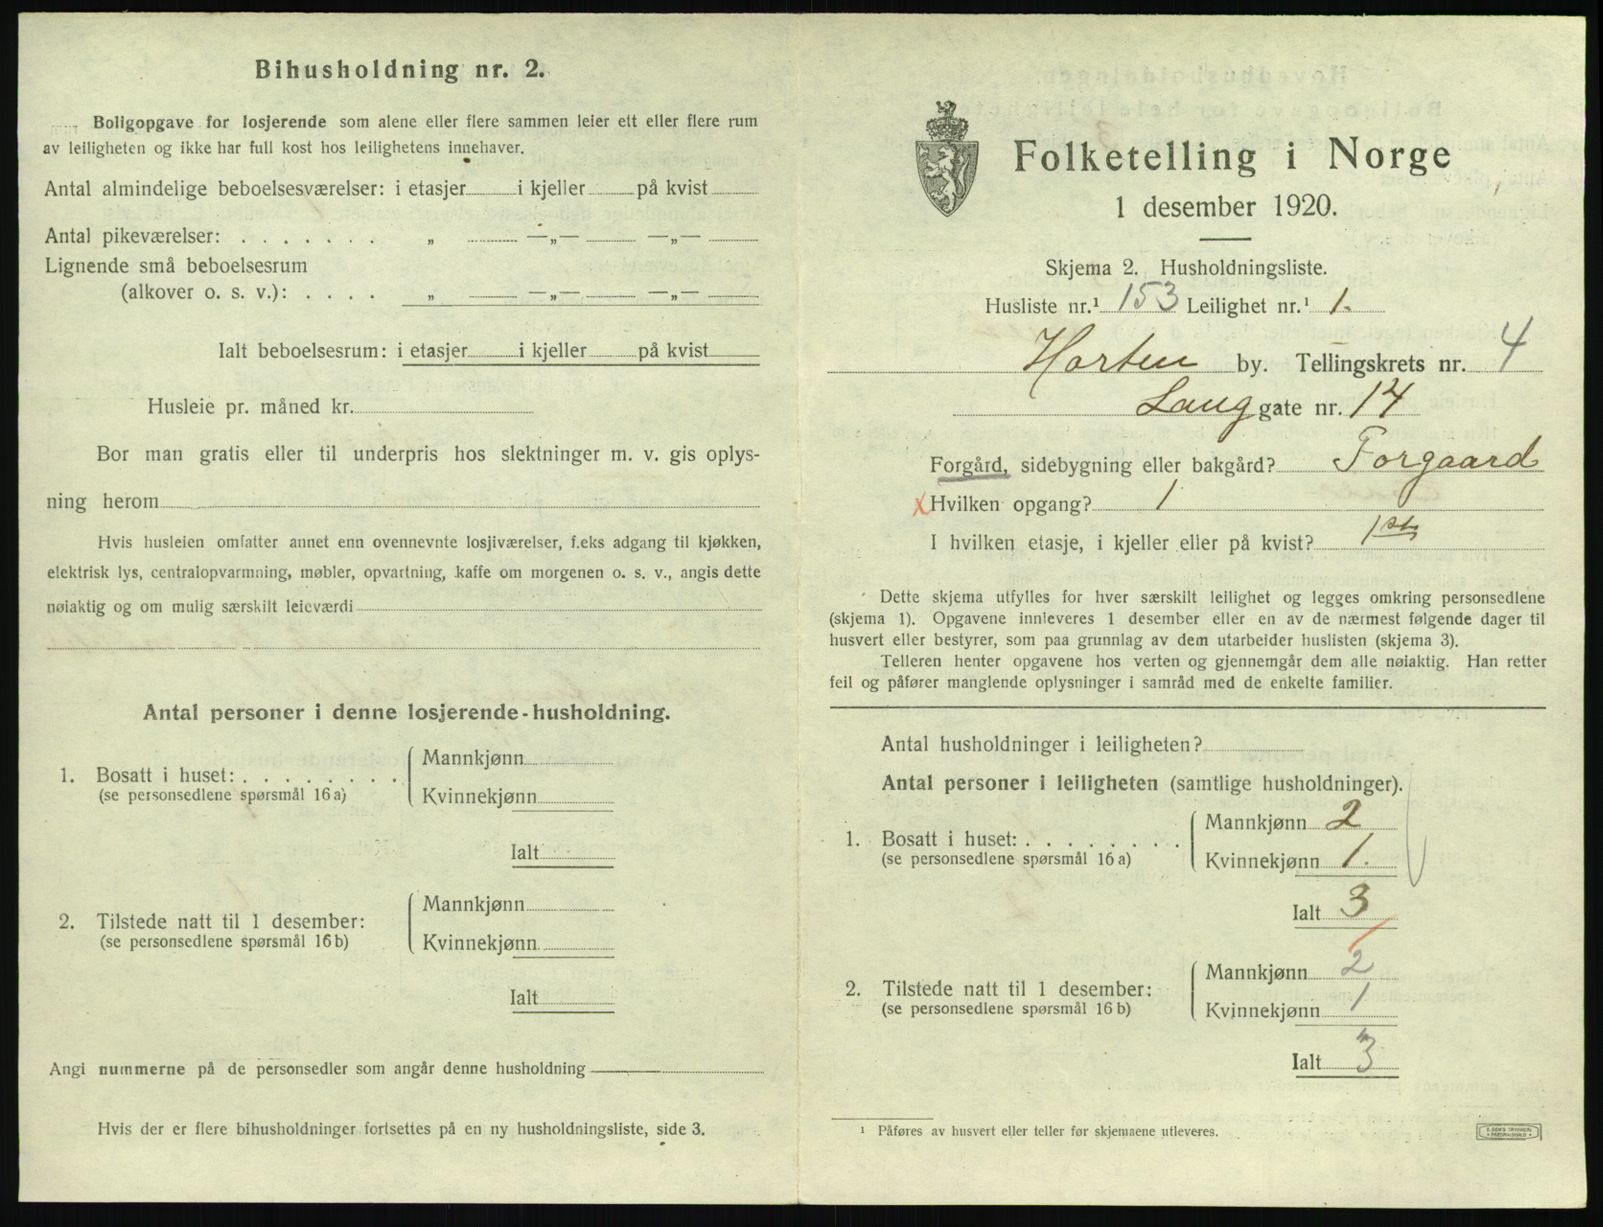 Bihusholdning nr. 2.
Boligopgave for losjerende som alene eller flere sammen leier ett eller flere rum
av leiligheten og ikke har full kost hos leilighetens innehaver.
Antal almindelige beboelsesværelser: i etasjer i kjeller på kvist
Antal pikeværelser: . . . . . . . „ —„— —„—
Lignende små beboelsesrum
(alkover o. s. v.): . . . . „ —„— —„—
Ialt beboelsesrum: i etasjer i kjeller på kvist
Husleie pr. måned kr.
Bor man gratis eller til underpris hos slektninger m. v. gis oplys-
ning herom
Hvis husleien omfatter annet enn ovennevnte losjiværelser, f.eks adgang til kjøkken,
elektrisk lys, centralopvarmning, møbler, opvartning, kaffe om morgenen o. s. v., angis dette
nøiaktig og om mulig særskilt leieværdi
Antal personer i denne losjerende-husholdning.
1. Bosatt i huset: . . . . . . . .
(se personsedlene spørsmål 16a)
Mannkjønn
Kvinnekjønn
Ialt
2. Tilstede natt til 1 desember:
(se personsedlene spørsmål 16b)
Mannkjønn
Kvinnekjønn
Ialt
Angi nummerne på de personsedler som angår denne husholdning
Hvis der er flere bihusholdninger fortsettes på en ny husholdningsliste, side 3.
Folketelling i Norge
1 desember 1920.
Skjema 2. Husholdningsliste.
Husliste nr.¹ 153 Leilighet nr.¹ 1.
Horten by. Tellingskrets nr. 4
Lang gate nr. 14
Forgård, sidebygning eller bakgård? Forgaard
x Hvilken opgang? 1
I hvilken etasje, i kjeller eller på kvist? 1ste
Dette skjema utfylles for hver særskilt leilighet og legges omkring personsedlene
(skjema 1). Opgavene innleveres 1 desember eller en av de nærmest følgende dager til
husvert eller bestyrer, som paa grunnlag av dem utarbeider huslisten (skjema 3).
Telleren henter opgavene hos verten og gjennemgår dem alle nøiaktig. Han retter
feil og påfører manglende oplysninger i samråd med de enkelte familier.
Antal husholdninger i leiligheten?
Antal personer i leiligheten (samtlige husholdninger).
1. Bosatt i huset: . . . . . . . .
(se personsedlene spørsmål 16a)
Mannkjønn 2
Kvinnekjønn 1.
Ialt 3
2. Tilstede natt til 1 desember:
(se personsedlene spørsmål 16b)
Mannkjønn 2
Kvinnekjønn 1
Ialt 3
¹ Påføres av husvert eller teller før skjemaene utleveres.